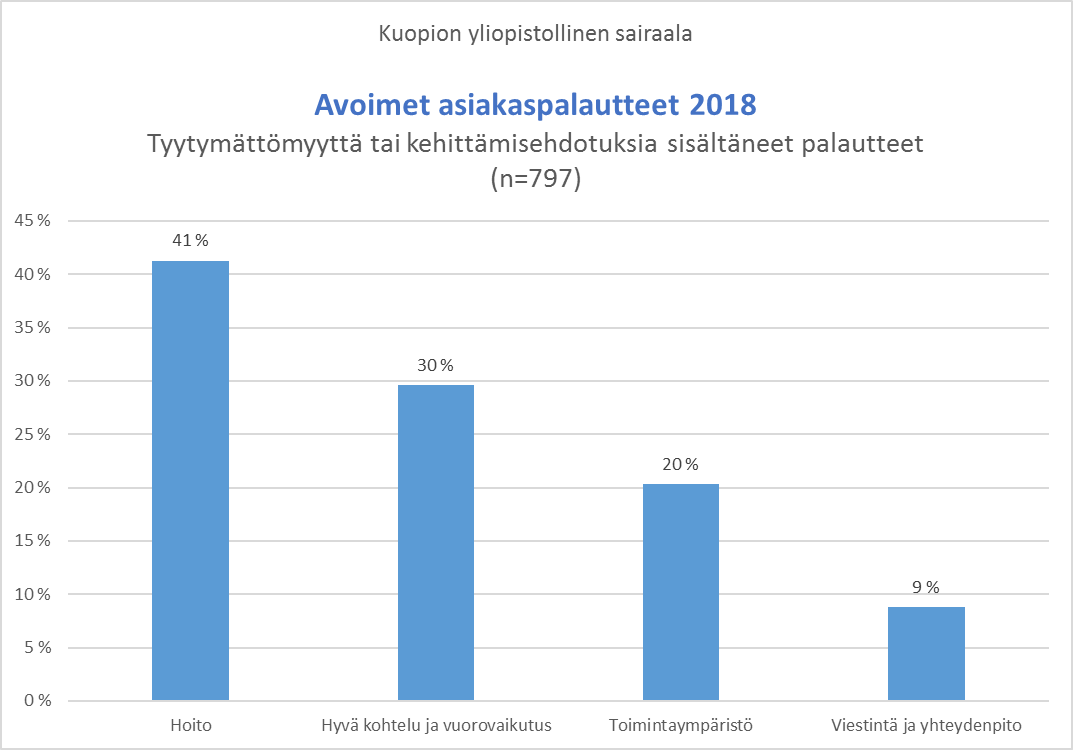 Kuopion yliopistollinen sairaala
Avoimet asiakaspalautteet 2018
Tyytymättömyyttä tai kehittämisehdotuksia sisältäneet palautteet
(n=797)
45 %
40 %
35 %
30 %
25 %
20 %
15 %
10 %
5 %
0 %
41 %
30 %
20 %
9 %
Hoito
Hyvä kohtelu ja vuorovaikutus
Toimintaympäristö
Viestintä ja yhteydenpito